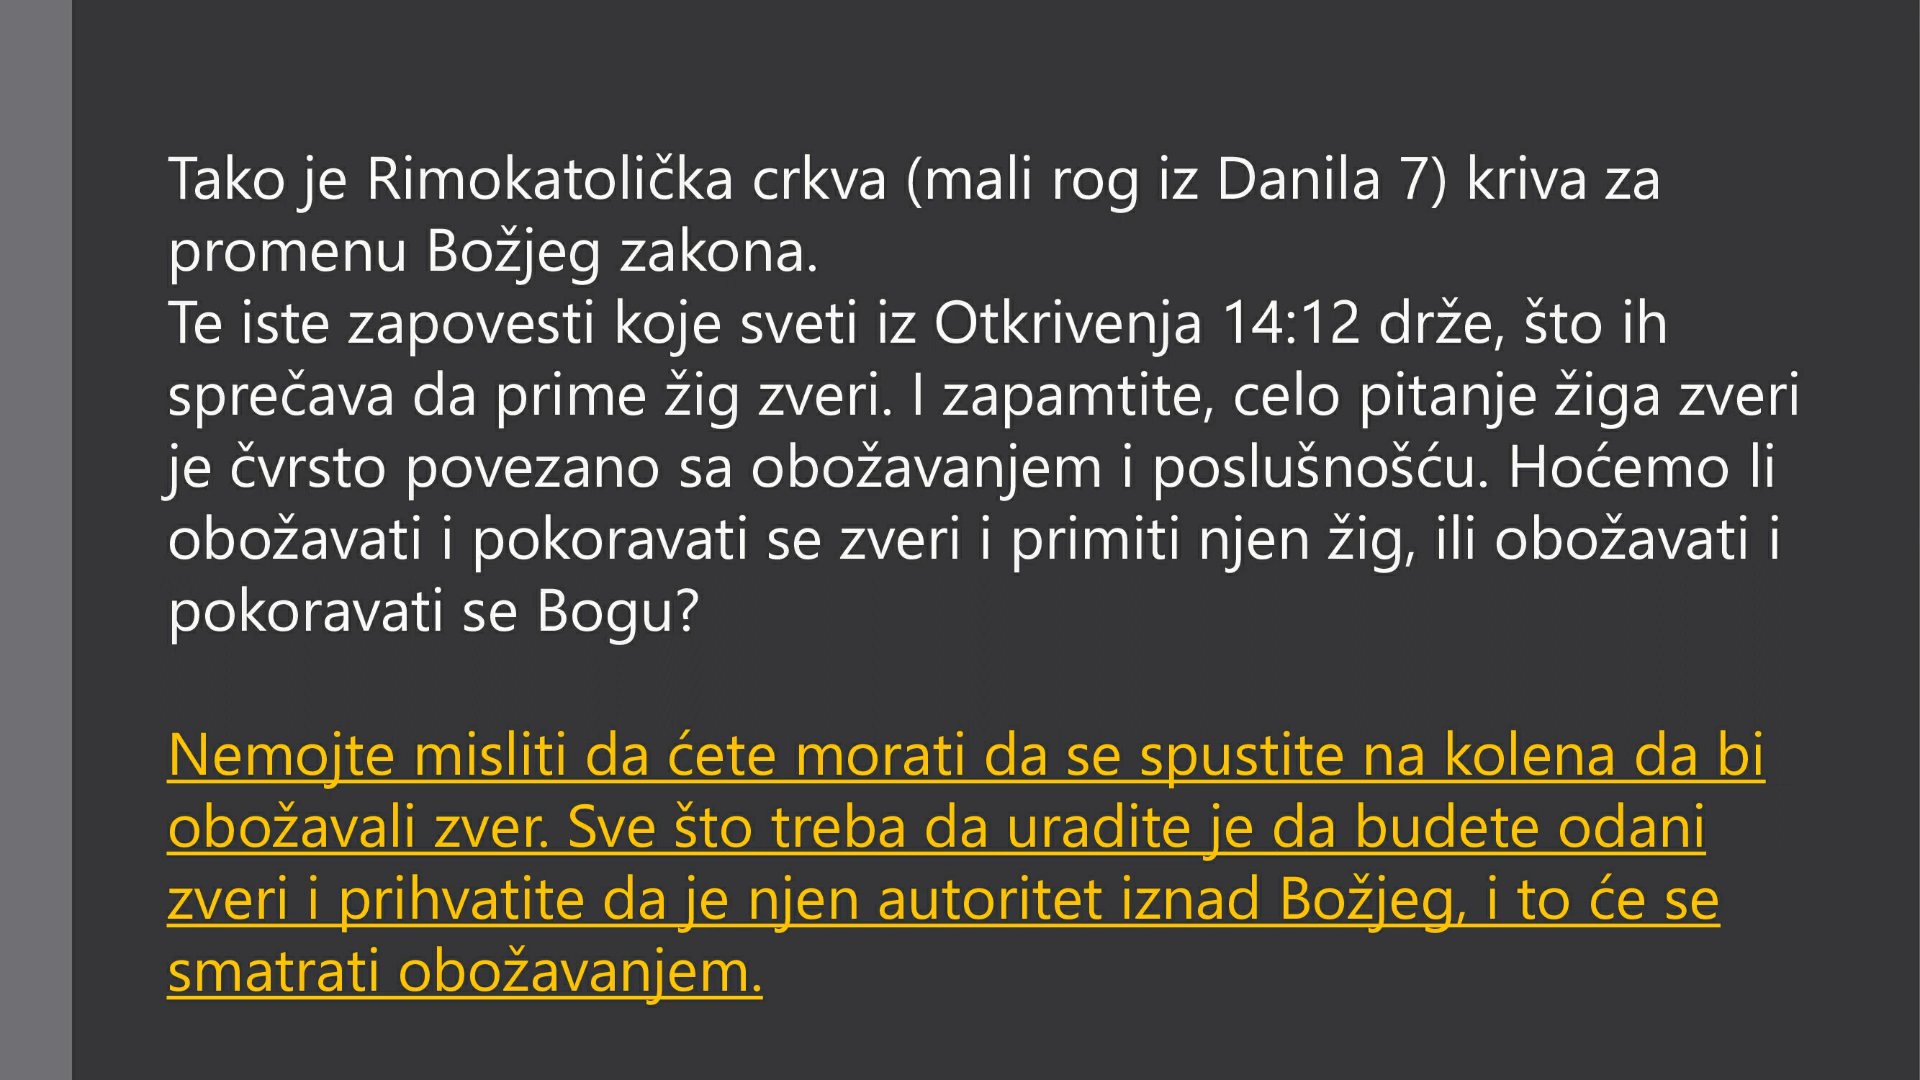 Tako je Rimokatolička crkva (mali rog iz Danila 7) kriva za
promenu Božjeg zakona.
Te iste zapovesti koje sveti iz Otkrivenja 14:12 drže, što ih
sprečava da prime žig zveri. I zapamtite, celo pitanje žiga zveri
je čvrsto povezano sa obožavanjem i poslušnošću. Hoćemo li
obožavati i pokoravati se zveri i primiti njen žig, ili obožavati i
pokoravati se Bogu?
Nemojte misliti da ćete morati da se spustite na kolena da bi
obožavali zver. Sve što treba da uradite je da budete odani
zveri i prihvatite da je njen autoritet iznad Božjeg, i to će se
smatrati obožavanjem.